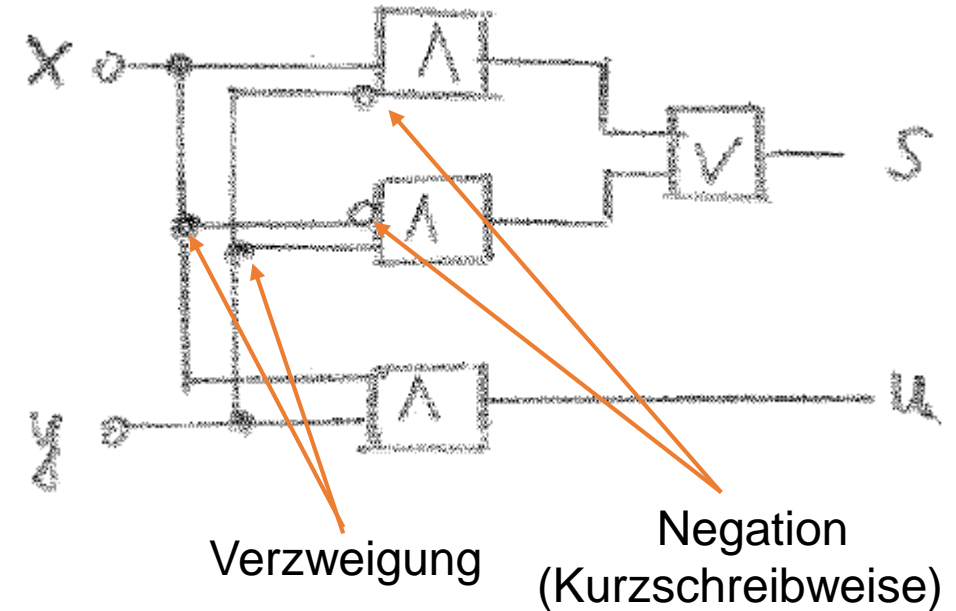 X
Λ
V
S
Λ
y
Λ
u
Verzweigung
Negation
(Kurzschreibweise)